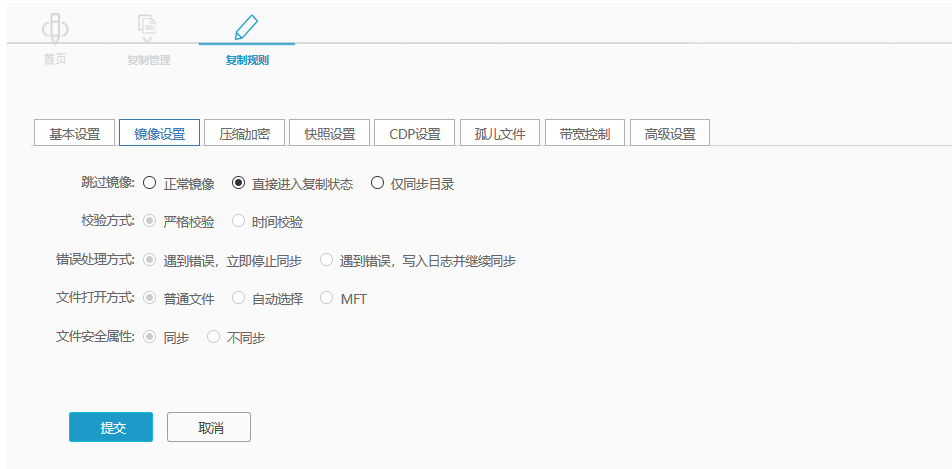 首页 复制管理 复制规则
基本设置 镜像设置 压缩加密 快照设置 CDP设置 孤儿文件 带宽控制 高级设置
跳过镜像: 正常镜像 直接进入复制状态 仅同步目录
校验方式: 严格校验 时间校验
错误处理方式: 遇到错误，立即停止同步 遇到错误，写入日志并继续同步
文件打开方式: 普通文件 自动选择 MFT
文件安全属性: 同步 不同步
提交 取消